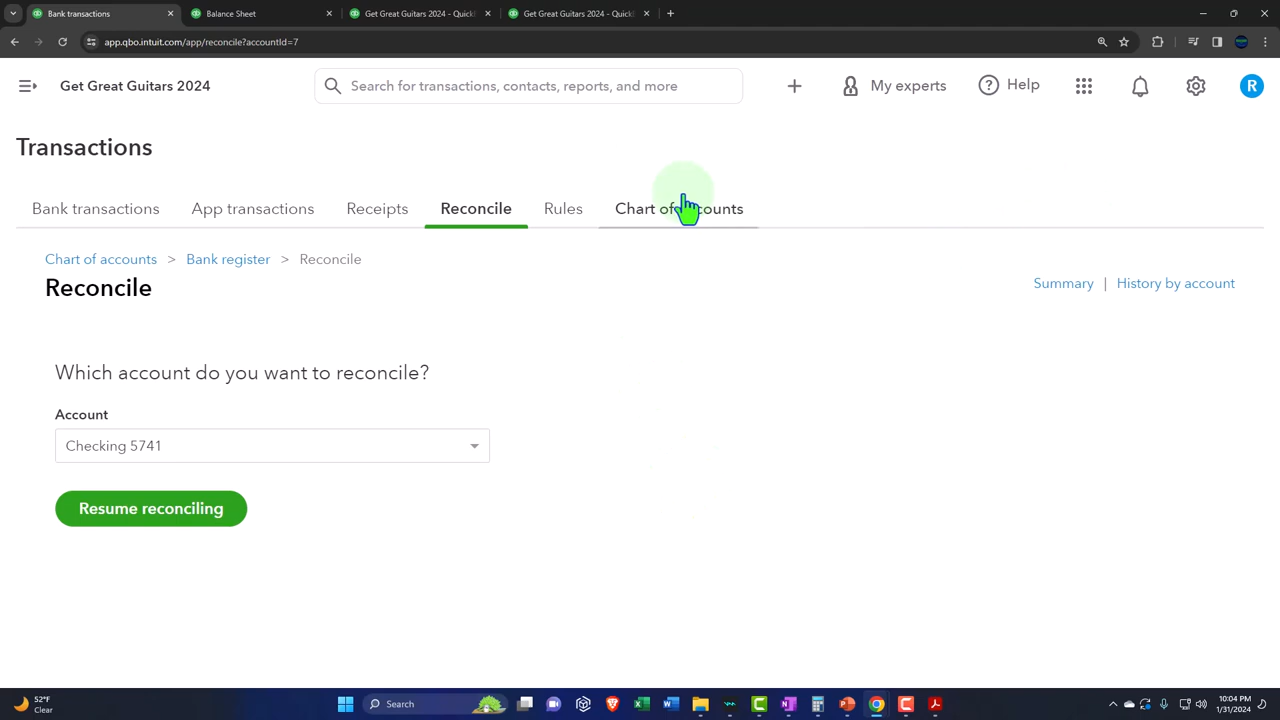 Bank transactions
Balance Sheet
Get Great Guitars 2024 - Quick
Get Great Guitars 2024 - Quick
app.qbo.intuit.com/app/reconcile?accountId=7
Get Great Guitars 2024
Search for transactions, contacts, reports, and more
My experts
Help
R
Transactions
Bank transactions
App transactions
Receipts
Reconcile
Rules
Chart of accounts
Chart of accounts > Bank register > Reconcile
Reconcile
Summary | History by account
Which account do you want to reconcile?
Account
Checking 5741
Resume reconciling
52°F
Clear
Search
10:04 PM
1/31/2024